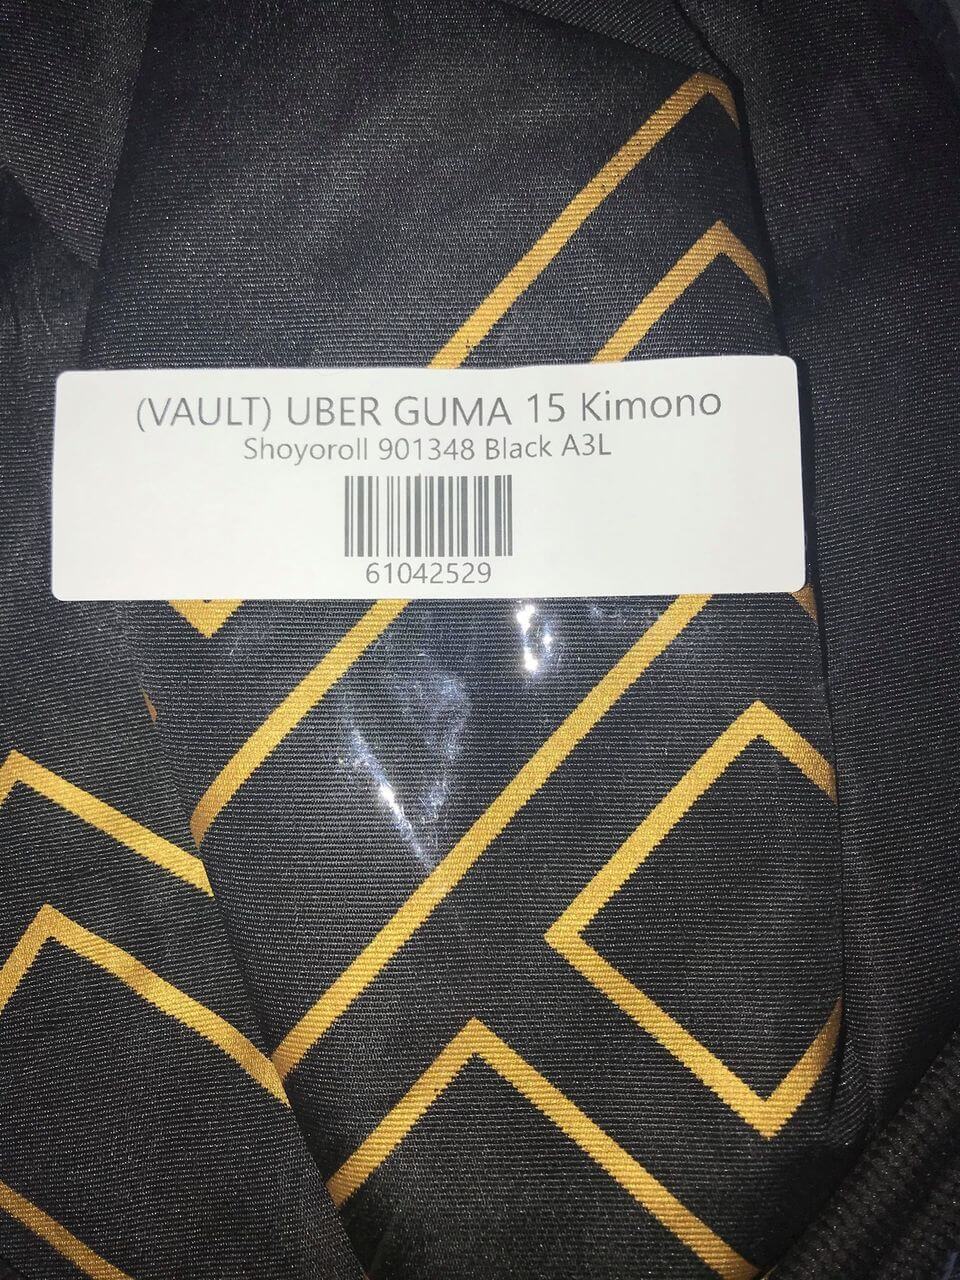 (VAULT) UBER GUMA 15 Kimono
Shoyoroll 901348 Black A3L
61042529